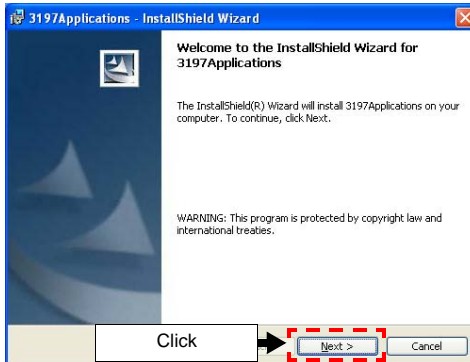 3197Applications - InstallShield Wizard
Welcome to the InstallShield Wizard for
3197Applications
The InstallShield(R) Wizard will install 3197Applications on your
computer. To continue, click Next.
WARNING: This program is protected by copyright law and
international treaties.
Click
Next >
Cancel